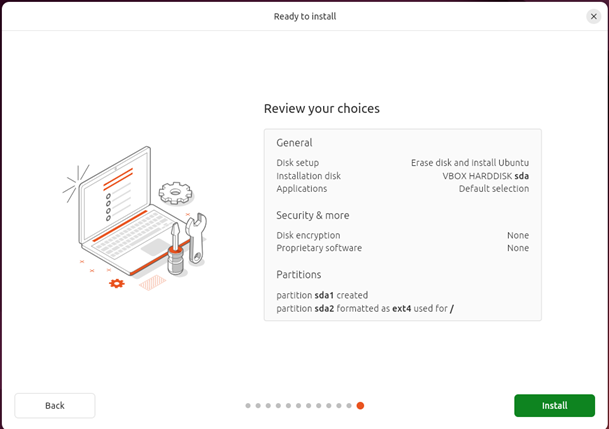 Ready to install
Review your choices
General
Disk setup Erase disk and install Ubuntu
Installation disk VBOX HARDDISK sda
Applications Default selection
Security & more
Disk encryption None
Proprietary software None
Partitions
partition sda1 created
partition sda2 formatted as ext4 used for /
Back Install